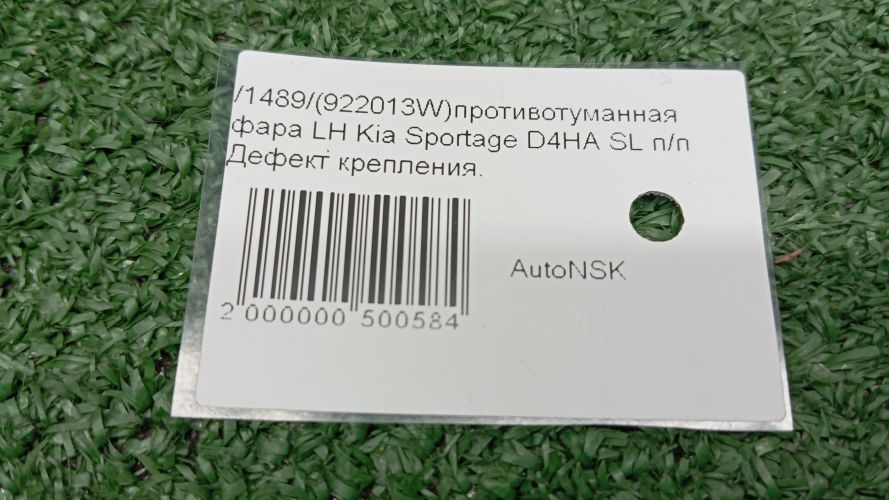 /1489/(922013W)противотуманная
фара LH Kia Sportage D4HA SL п/п
Дефект крепления.
AutoNSK
2 000000 500584